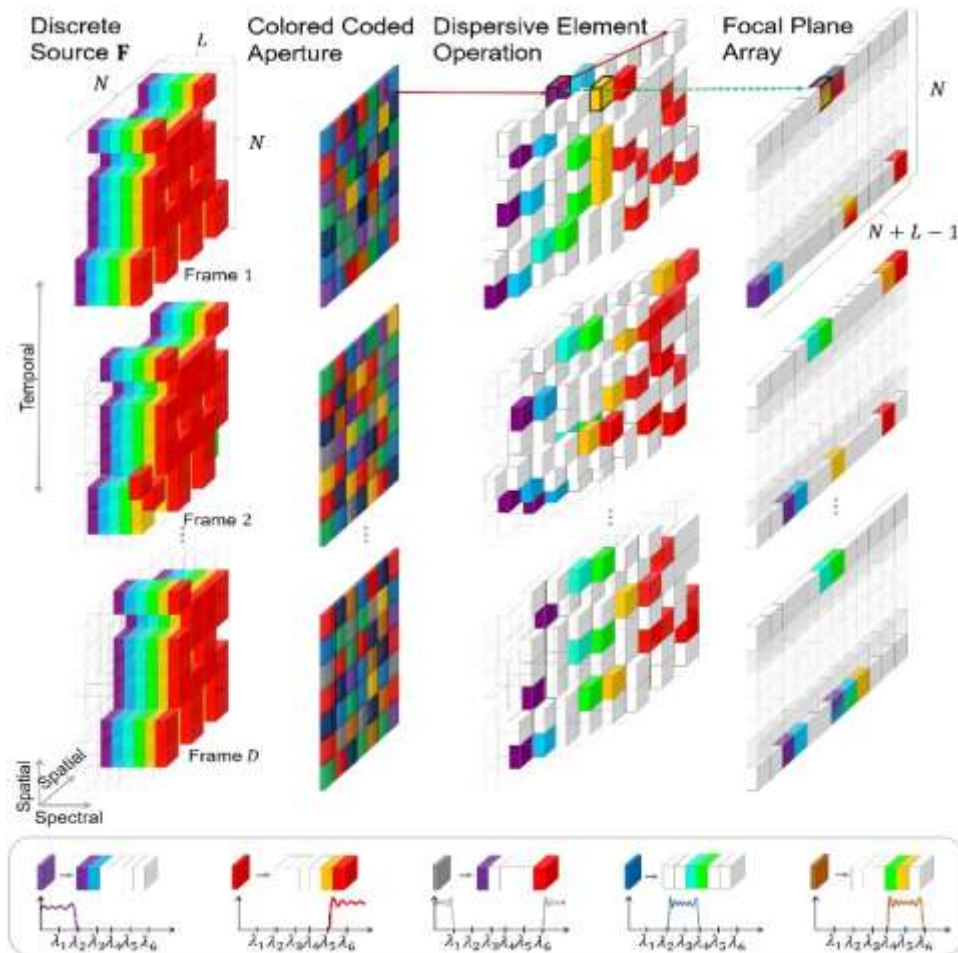 Discrete
Source F
Colored Coded
Aperture
Dispersive Element
Operation
Focal Plane
Array
L
N
N
N
N + L − 1
Frame 1
Temporal
Frame 2
Frame D
Spatial
Spatial
Spectral
λ₁ λ₂ λ₃ λ₄ λ₅ λ₆
λ₁ λ₂ λ₃ λ₄ λ₅ λ₆
λ₁ λ₂ λ₃ λ₄ λ₅ λ₆
λ₁ λ₂ λ₃ λ₄ λ₅ λ₆
λ₁ λ₂ λ₃ λ₄ λ₅ λ₆